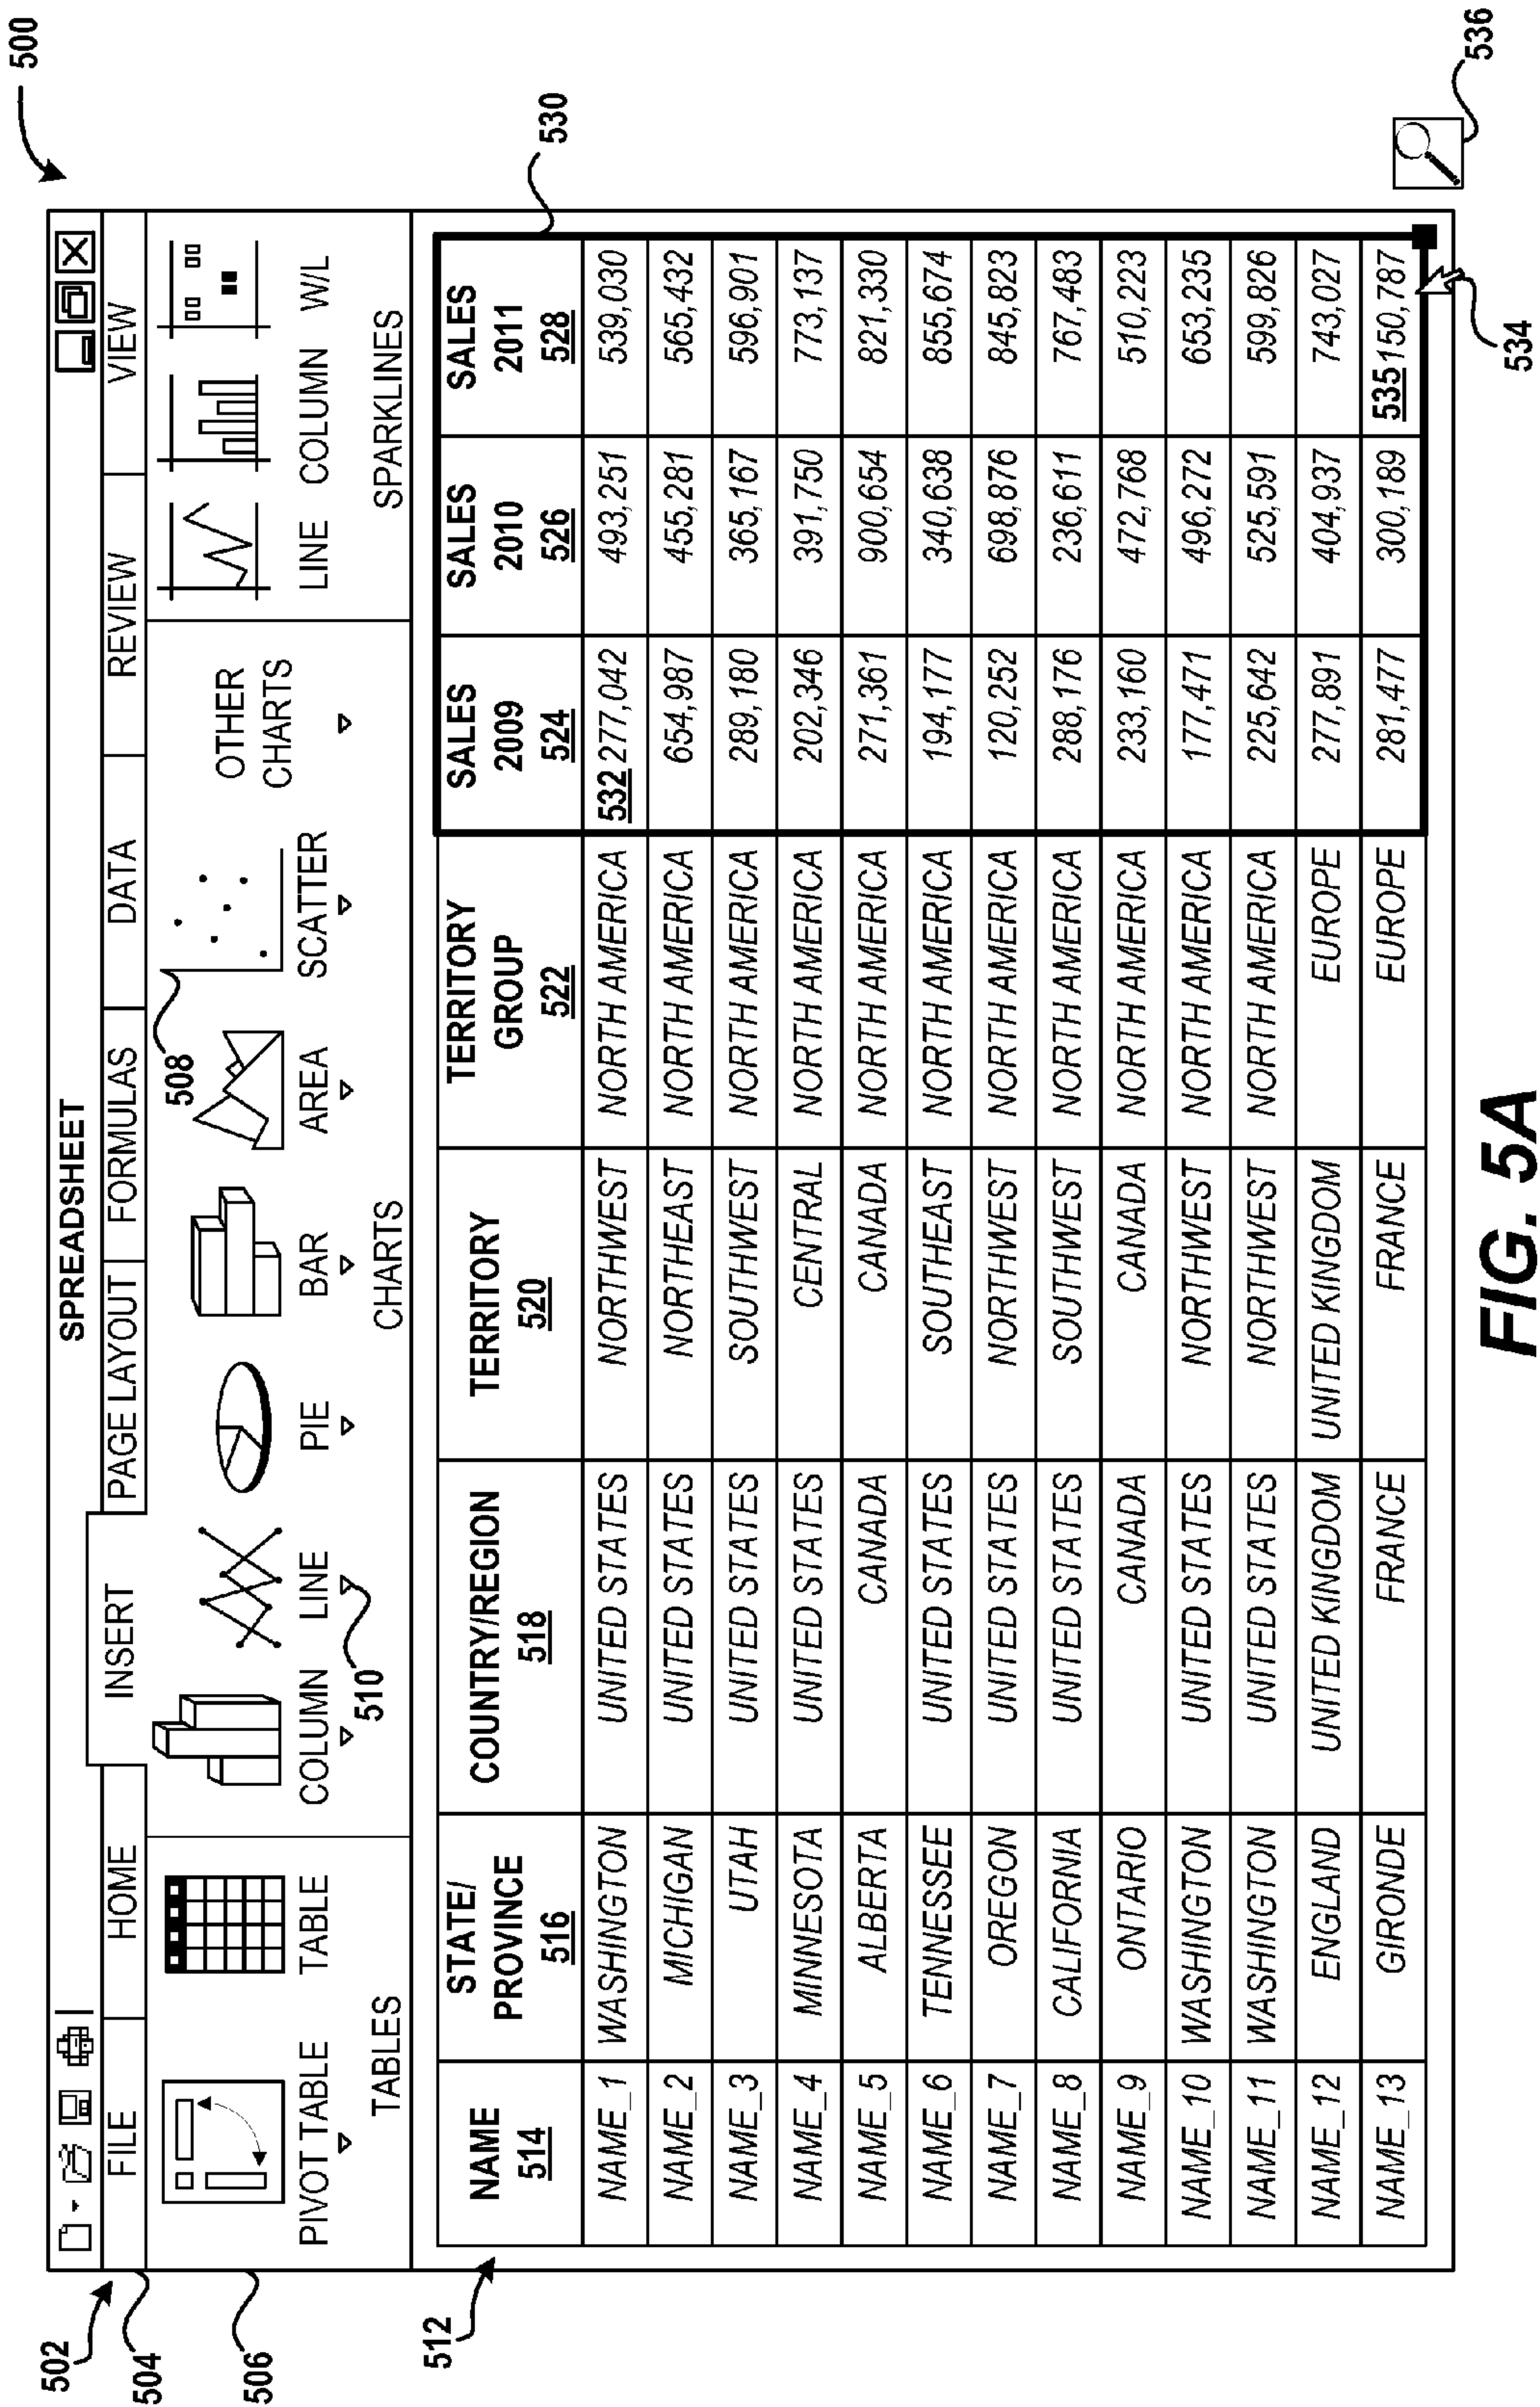 500
502
SPREADSHEET
504
FILE HOME INSERT PAGE LAYOUT FORMULAS DATA REVIEW VIEW
506
508
PIVOT TABLE TABLE COLUMN LINE PIE BAR AREA SCATTER OTHER CHARTS LINE COLUMN W/L
510
TABLES CHARTS SPARKLINES
512
530
NAME STATE/ PROVINCE COUNTRY/REGION TERRITORY TERRITORY GROUP SALES 2009 SALES 2010 SALES 2011
514 516 518 520 522 524 526 528
NAME_1 WASHINGTON UNITED STATES NORTHWEST NORTH AMERICA 532 277,042 493,251 539,030
NAME_2 MICHIGAN UNITED STATES NORTHEAST NORTH AMERICA 654,987 455,281 565,432
NAME_3 UTAH UNITED STATES SOUTHWEST NORTH AMERICA 289,180 365,167 596,901
NAME_4 MINNESOTA UNITED STATES CENTRAL NORTH AMERICA 202,346 391,750 773,137
NAME_5 ALBERTA CANADA CANADA NORTH AMERICA 271,361 900,654 821,330
NAME_6 TENNESSEE UNITED STATES SOUTHEAST NORTH AMERICA 194,177 340,638 855,674
NAME_7 OREGON UNITED STATES NORTHWEST NORTH AMERICA 120,252 698,876 845,823
NAME_8 CALIFORNIA UNITED STATES SOUTHWEST NORTH AMERICA 288,176 236,611 767,483
NAME_9 ONTARIO CANADA CANADA NORTH AMERICA 233,160 472,768 510,223
NAME_10 WASHINGTON UNITED STATES NORTHWEST NORTH AMERICA 177,471 496,272 653,235
NAME_11 WASHINGTON UNITED STATES NORTHWEST NORTH AMERICA 225,642 525,591 599,826
NAME_12 ENGLAND UNITED KINGDOM UNITED KINGDOM EUROPE 277,891 404,937 743,027
NAME_13 GIRONDE FRANCE FRANCE EUROPE 281,477 300,189 535 150,787
534
536
FIG. 5A